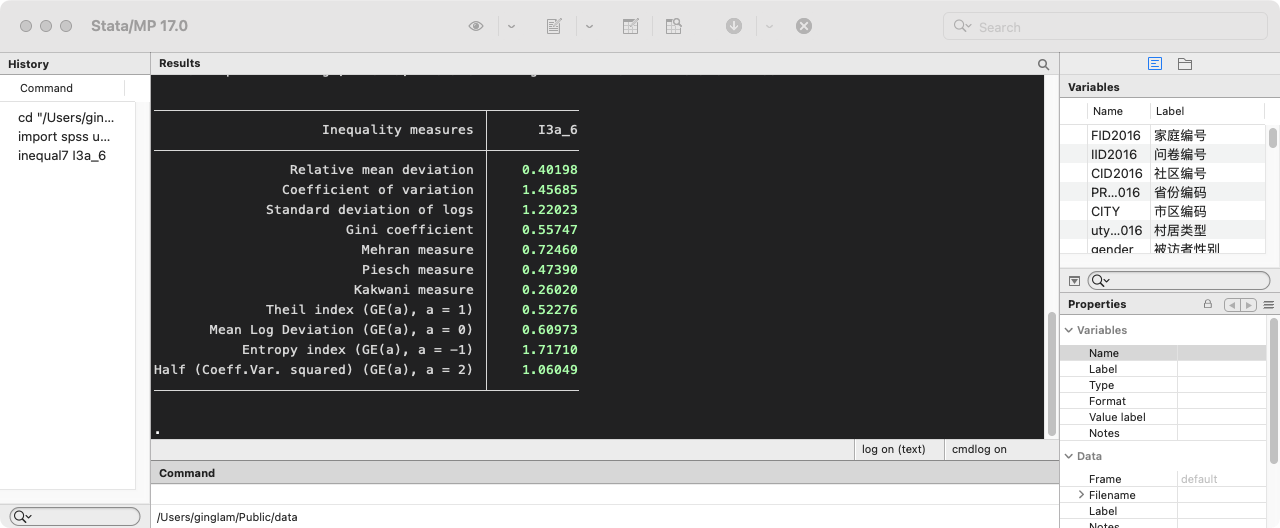 Stata/MP 17.0
Search
History
Command
cd "/Users/gin...
import spss u...
inequal7 I3a_6
Results
Inequality measures I3a_6
Relative mean deviation 0.40198
Coefficient of variation 1.45685
Standard deviation of logs 1.22023
Gini coefficient 0.55747
Mehran measure 0.72460
Piesch measure 0.47390
Kakwani measure 0.26020
Theil index (GE(a), a = 1) 0.52276
Mean Log Deviation (GE(a), a = 0) 0.60973
Entropy index (GE(a), a = -1) 1.71710
Half (Coeff.Var. squared) (GE(a), a = 2) 1.06049
.
log on (text) cmdlog on
Command
/Users/ginglam/Public/data
Variables
Name Label
FID2016 家庭编号
IID2016 问卷编号
CID2016 社区编号
PR...016 省份编码
CITY 市区编码
uty...016 村居类型
gender 被访者性别
Properties
Variables
Name
Label
Type
Format
Value label
Notes
Data
Frame default
Filename
Label
Notes